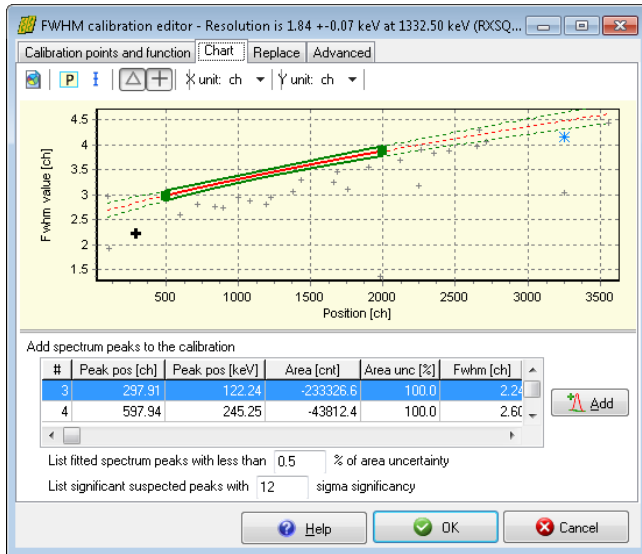 FWHM calibration editor - Resolution is 1.84 +-0.07 keV at 1332.50 keV (RXSQ...
Calibration points and function Chart Replace Advanced
P X unit: ch Y unit: ch
Fwhm value [ch]
4.5
4
3.5
3
2.5
2
1.5
500 1000 1500 2000 2500 3000 3500
Position [ch]
Add spectrum peaks to the calibration
# Peak pos [ch] Peak pos [keV] Area [cnt] Area unc [%] Fwhm [ch]
3 297.91 122.24 -233326.6 100.0 2.24
4 597.94 245.25 -43812.4 100.0 2.60
Add
List fitted spectrum peaks with less than 0.5 % of area uncertainty
List significant suspected peaks with 12 sigma significancy
Help OK Cancel